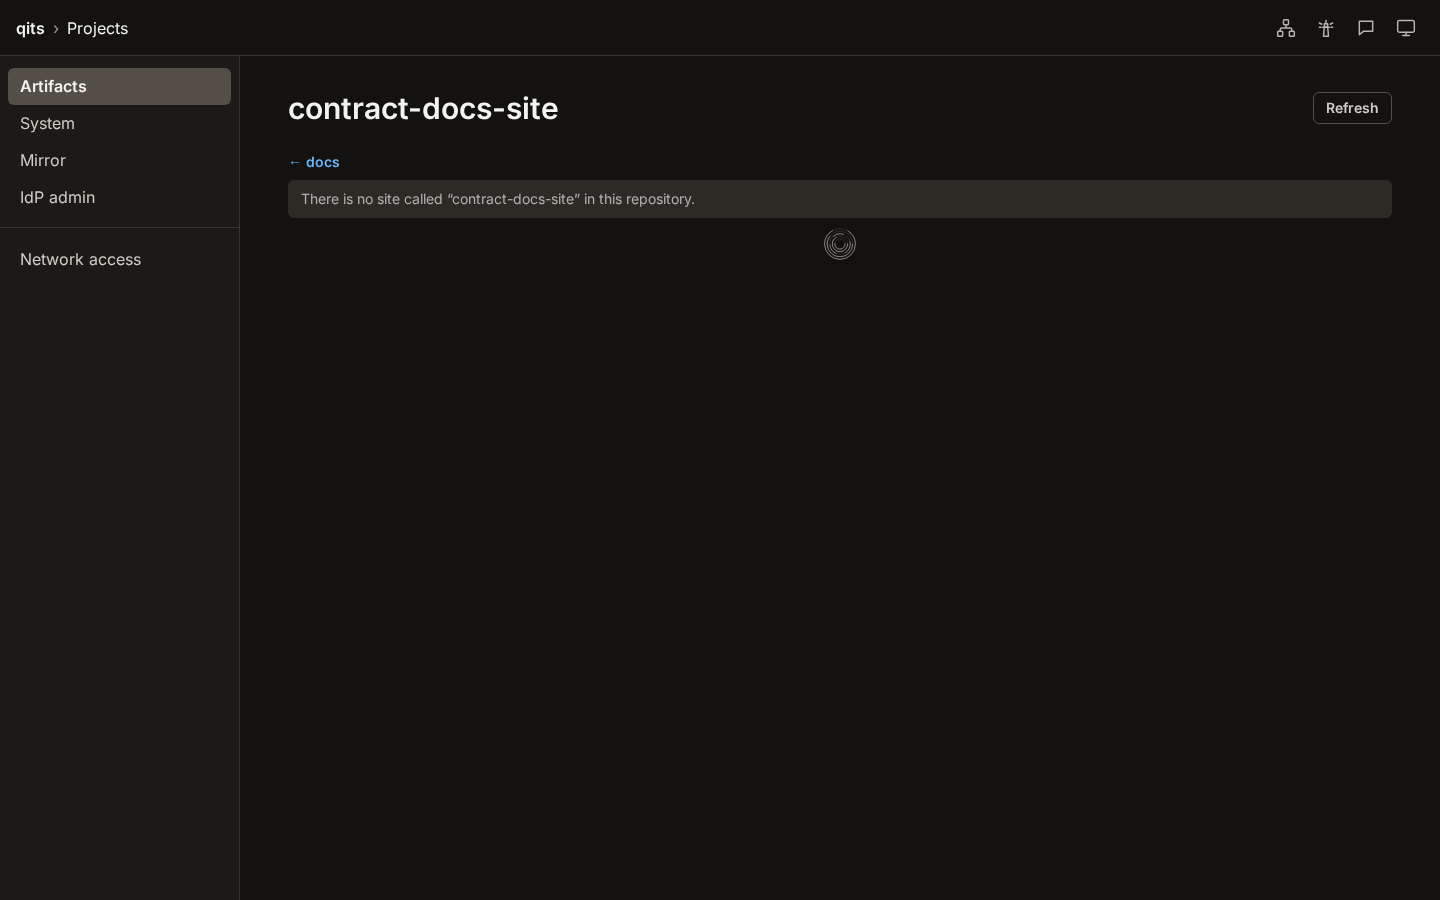 qits › Projects
Artifacts
System
Mirror
IdP admin
Network access
contract-docs-site
Refresh
← docs
There is no site called “contract-docs-site” in this repository.